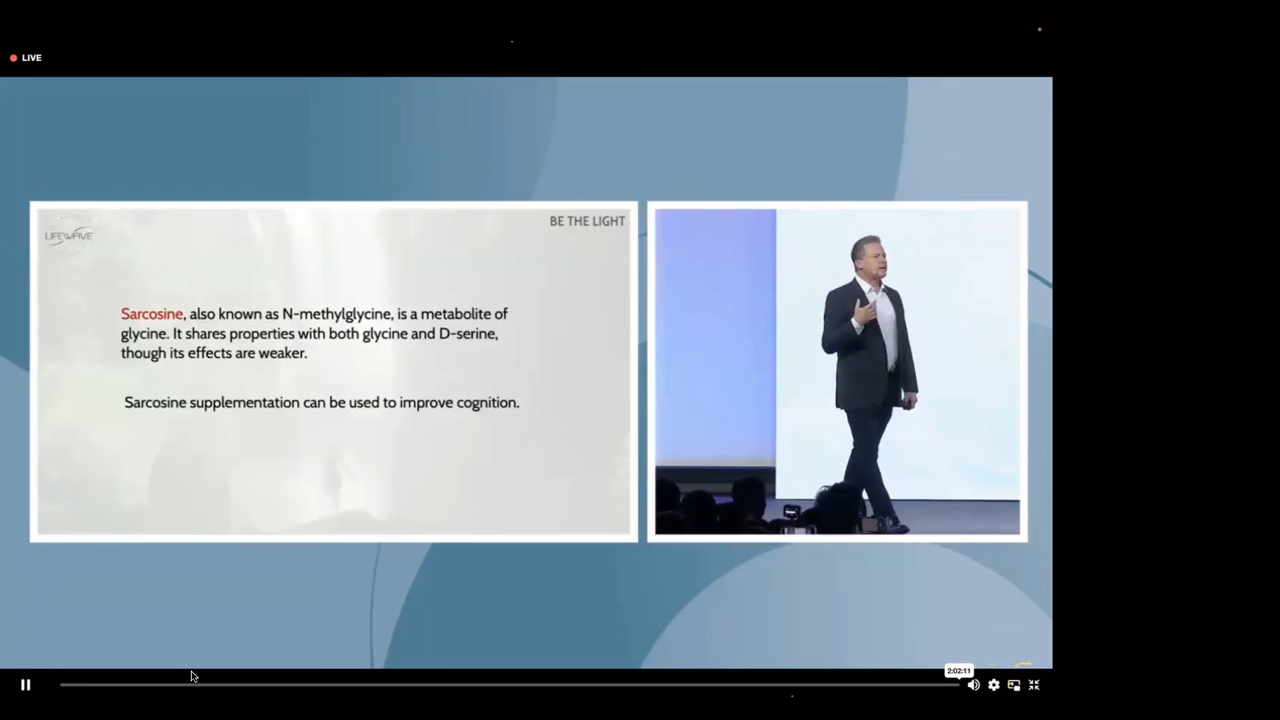 LIVE
LIFEWAVE
BE THE LIGHT
Sarcosine, also known as N-methylglycine, is a metabolite of
glycine. It shares properties with both glycine and D-serine,
though its effects are weaker.
Sarcosine supplementation can be used to improve cognition.
2:02:11